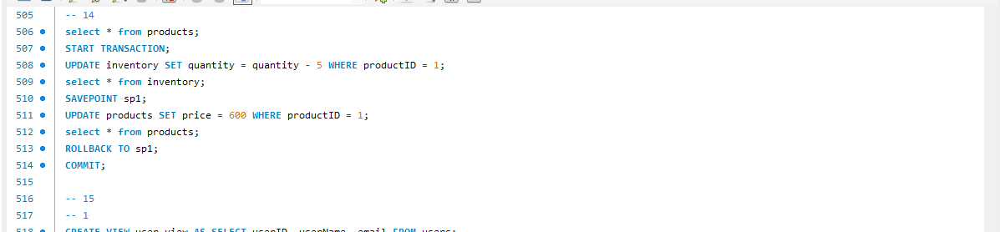 505 -- 14
506 select * from products;
507 START TRANSACTION;
508 UPDATE inventory SET quantity = quantity - 5 WHERE productID = 1;
509 select * from inventory;
510 SAVEPOINT sp1;
511 UPDATE products SET price = 600 WHERE productID = 1;
512 select * from products;
513 ROLLBACK TO sp1;
514 COMMIT;
515
516 -- 15
517 -- 1
518 CREATE VIEW user_view AS SELECT userID, userName, email FROM users;